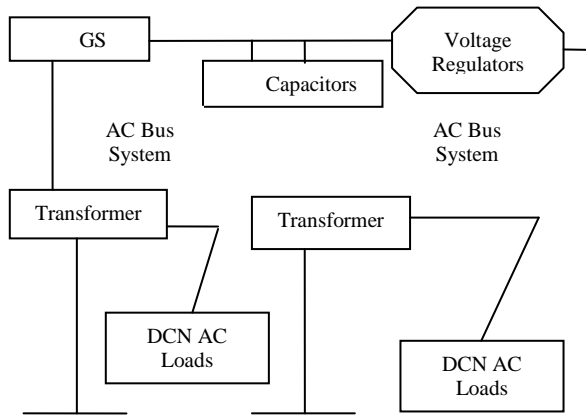 GS
Voltage
Regulators
Capacitors
AC Bus
System
AC Bus
System
Transformer
Transformer
DCN AC
Loads
DCN AC
Loads